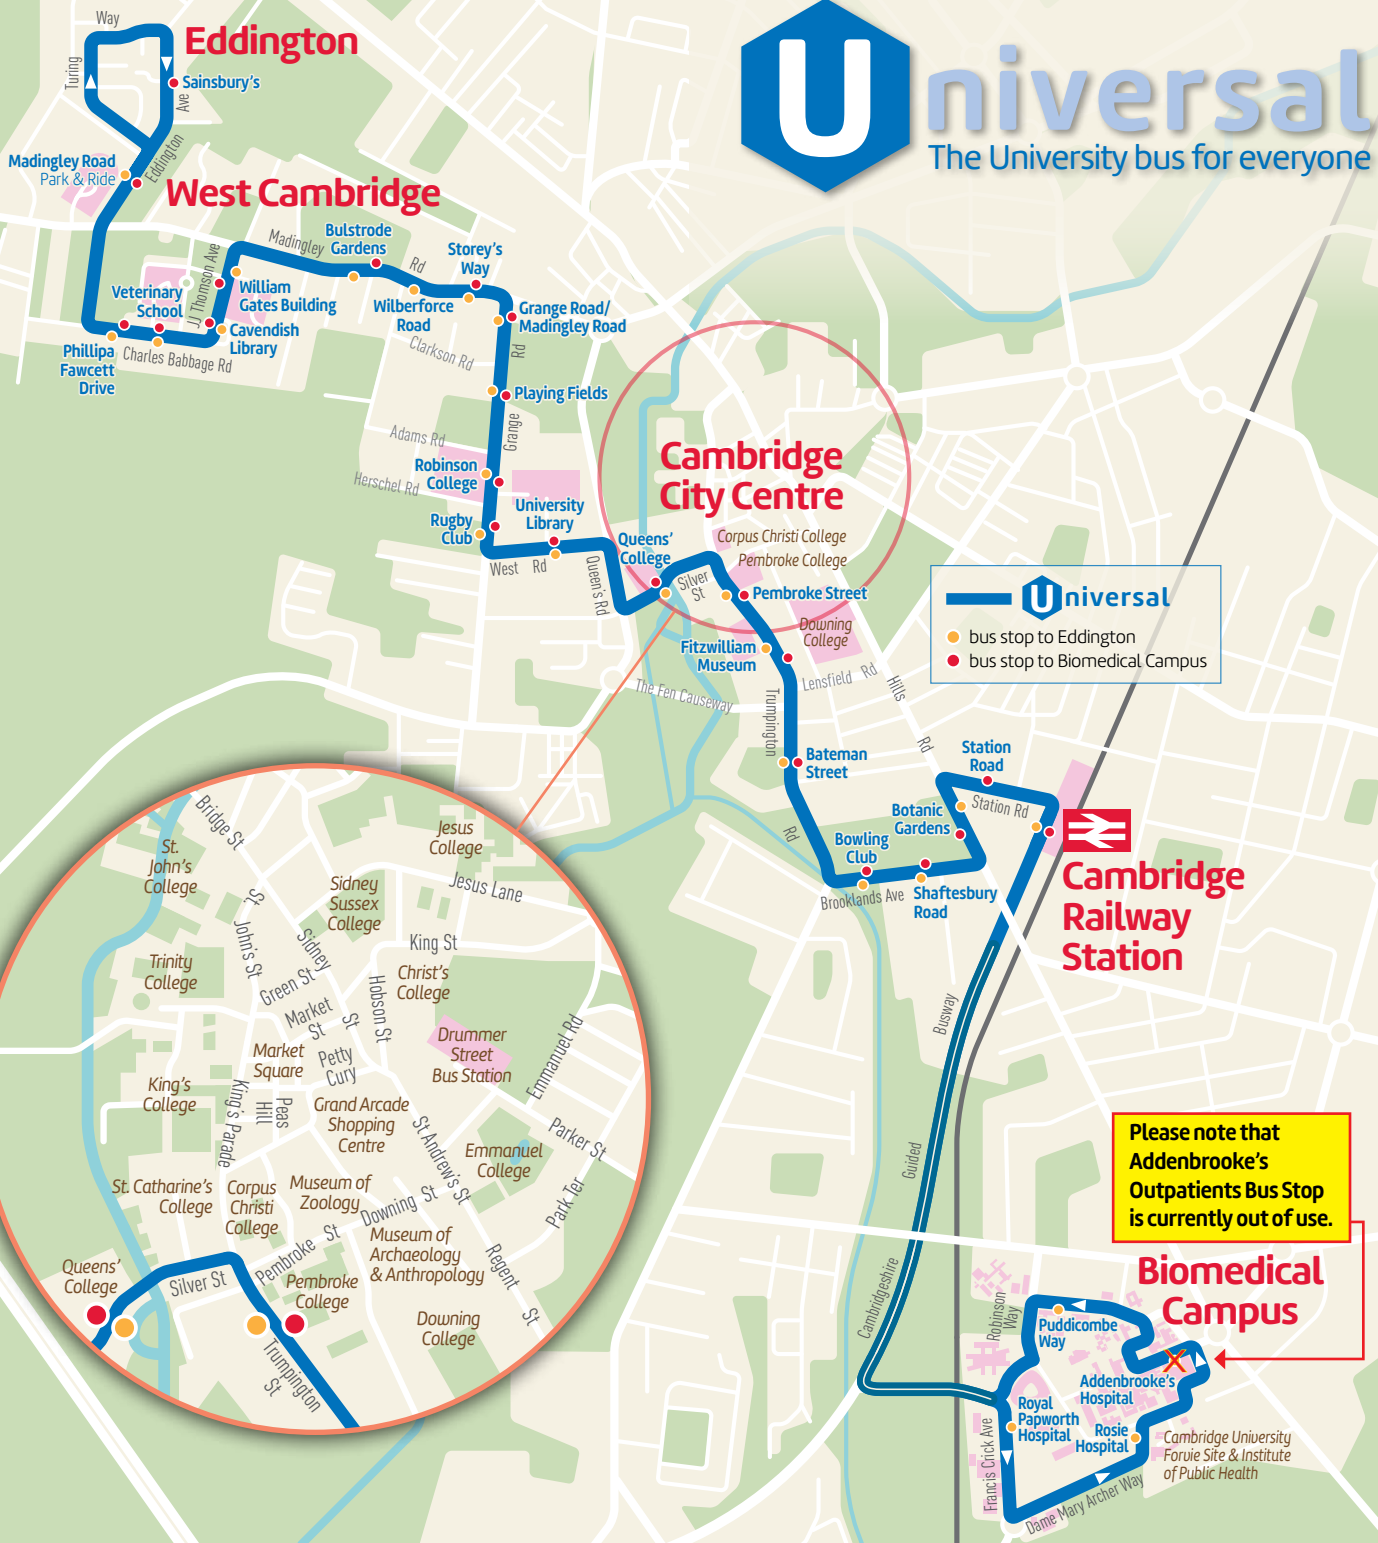 Way
Eddington
Turing
Sainsbury's
Ave
Eddington
Madingley Road
Park & Ride
West Cambridge
Universal
The University bus for everyone
Madingley
Rd
Bulstrode
Gardens
Storey's
Way
JJ Thomson Ave
William
Gates Building
Veterinary
School
Wilberforce
Road
Grange Road/
Madingley Road
Cavendish
Library
Phillipa
Fawcett
Drive
Charles Babbage Rd
Clarkson Rd
Rd
Playing Fields
Grange
Adams Rd
Robinson
College
Herschel Rd
University
Library
Rugby
Club
West Rd
Queen's Rd
Cambridge
City Centre
Corpus Christi College
Pembroke College
Queens'
College
Silver
St
Pembroke Street
Downing
College
Fitzwilliam
Museum
Lensfield Rd
Hills
Rd
The Fen Causeway
Trumpington
Rd
Universal
bus stop to Eddington
bus stop to Biomedical Campus
Bateman
Street
Station
Road
Station Rd
Botanic
Gardens
Bowling
Club
Brooklands Ave
Shaftesbury
Road
Cambridge
Railway
Station
Busway
Guided
Cambridgeshire
Bridge St
St.
John's
College
Jesus
College
Jesus Lane
Sidney
Sussex
College
St.
John's St
Sidney
St
King St
Trinity
College
Green St
Christ's
College
Hobson St
Market
St
Drummer
Street
Bus Station
Emmanuel Rd
Market
Square
Petty
Cury
King's
College
King's Parade
Peas
Hill
Grand Arcade
Shopping
Centre
St Andrew's St
Parker St
Emmanuel
College
St. Catharine's
College
Corpus
Christi
College
Museum of
Zoology
Downing St
Park Ter
Museum of
Archaeology
& Anthropology
Pembroke St
Regent
St
Queens'
College
Silver St
Pembroke
College
Downing
College
Trumpington
St
Please note that
Addenbrooke's
Outpatients Bus Stop
is currently out of use.
Biomedical
Campus
Robinson
Way
Puddicombe
Way
Addenbrooke's
Hospital
Royal
Papworth
Hospital
Rosie
Hospital
Francis Crick Ave
Dame Mary Archer Way
Cambridge University
Forvie Site & Institute
of Public Health